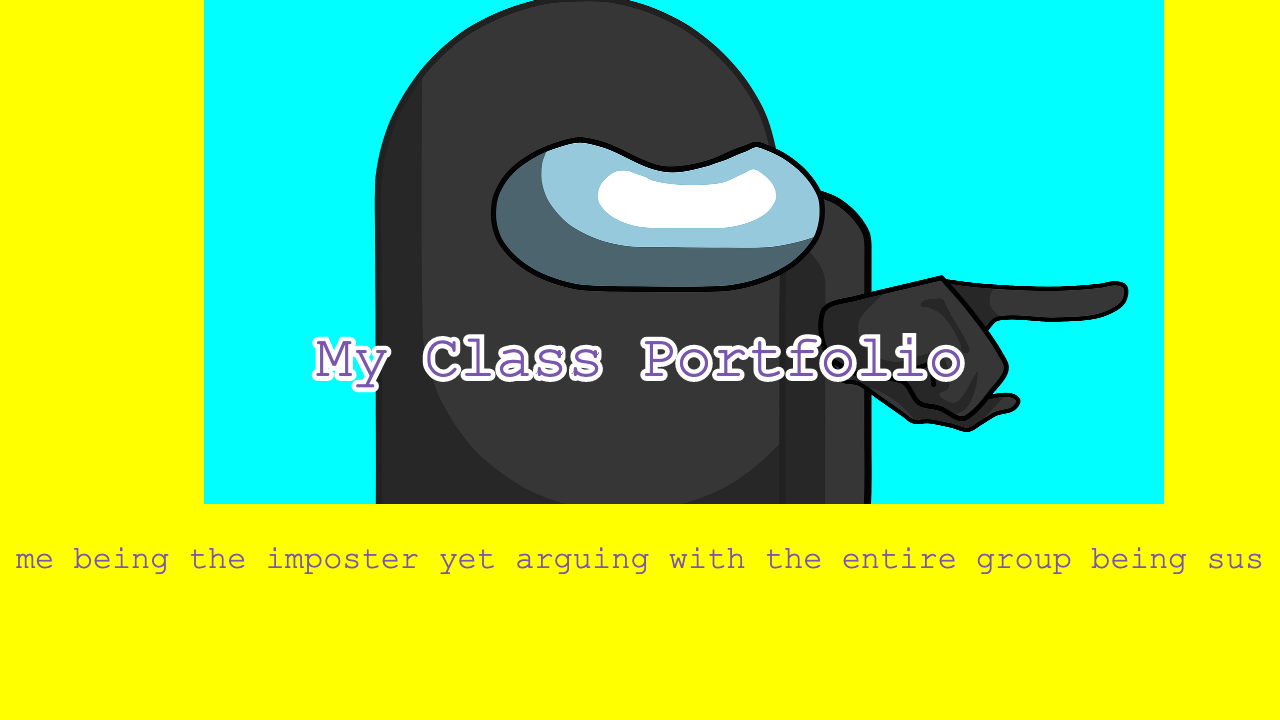 My Class Portfolio
me being the imposter yet arguing with the entire group being sus